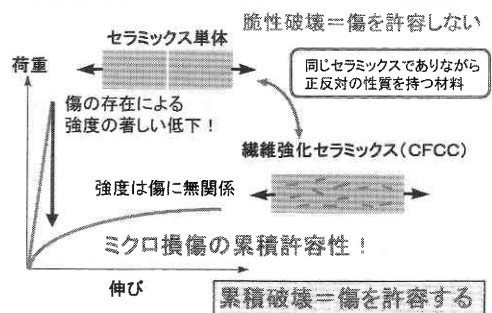 脆性破壊＝傷を許容しない
セラミックス単体
荷重
同じセラミックスでありながら
正反対の性質を持つ材料
傷の存在による
強度の著しい低下！
繊維強化セラミックス（CFCC）
強度は傷に無関係
ミクロ損傷の累積許容性！
伸び
累積破壊＝傷を許容する